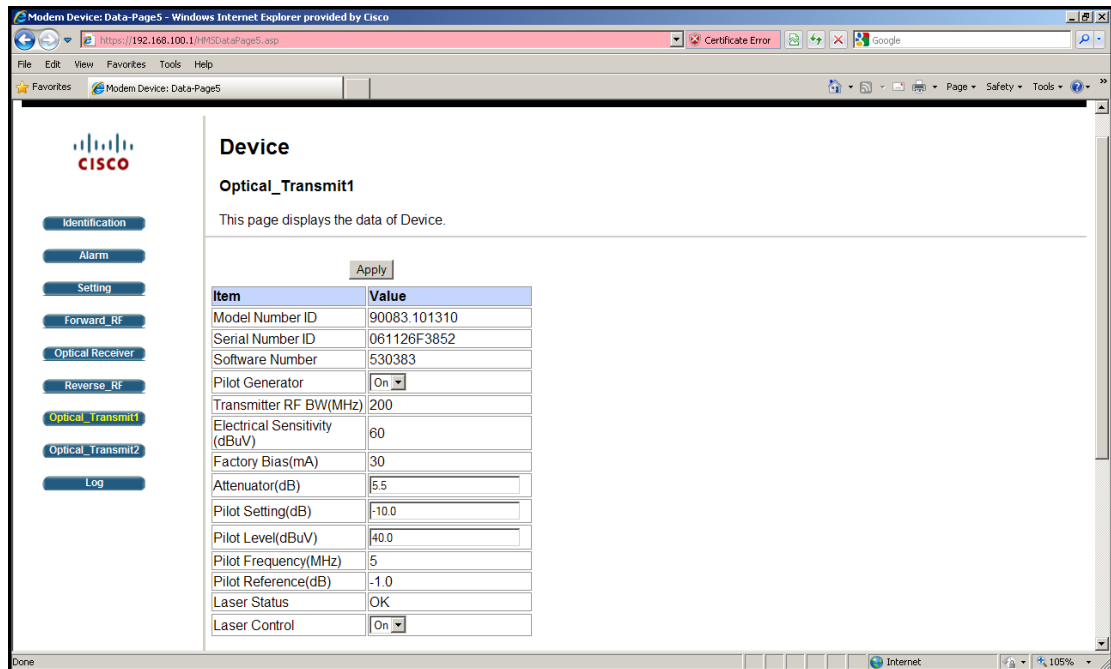 Modem Device: Data-Page5 - Windows Internet Explorer provided by Cisco
https://192.168.100.1/HMSDataPage5.asp
Certificate Error
Google
File Edit View Favorites Tools Help
Favorites
Modem Device: Data-Page5
Page Safety Tools
CISCO
Identification
Alarm
Setting
Forward_RF
Optical Receiver
Reverse_RF
Optical_Transmit1
Optical_Transmit2
Log
Device
Optical_Transmit1
This page displays the data of Device.
Apply
Item Value
Model Number ID 90083.101310
Serial Number ID 061126F3852
Software Number 530383
Pilot Generator On
Transmitter RF BW(MHz) 200
Electrical Sensitivity
(dBuV) 60
Factory Bias(mA) 30
Attenuator(dB) 5.5
Pilot Setting(dB) -10.0
Pilot Level(dBuV) 40.0
Pilot Frequency(MHz) 5
Pilot Reference(dB) -1.0
Laser Status OK
Laser Control On
Done
Internet
105%